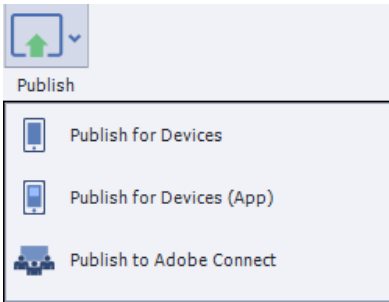 Publish
Publish for Devices
Publish for Devices (App)
Publish to Adobe Connect